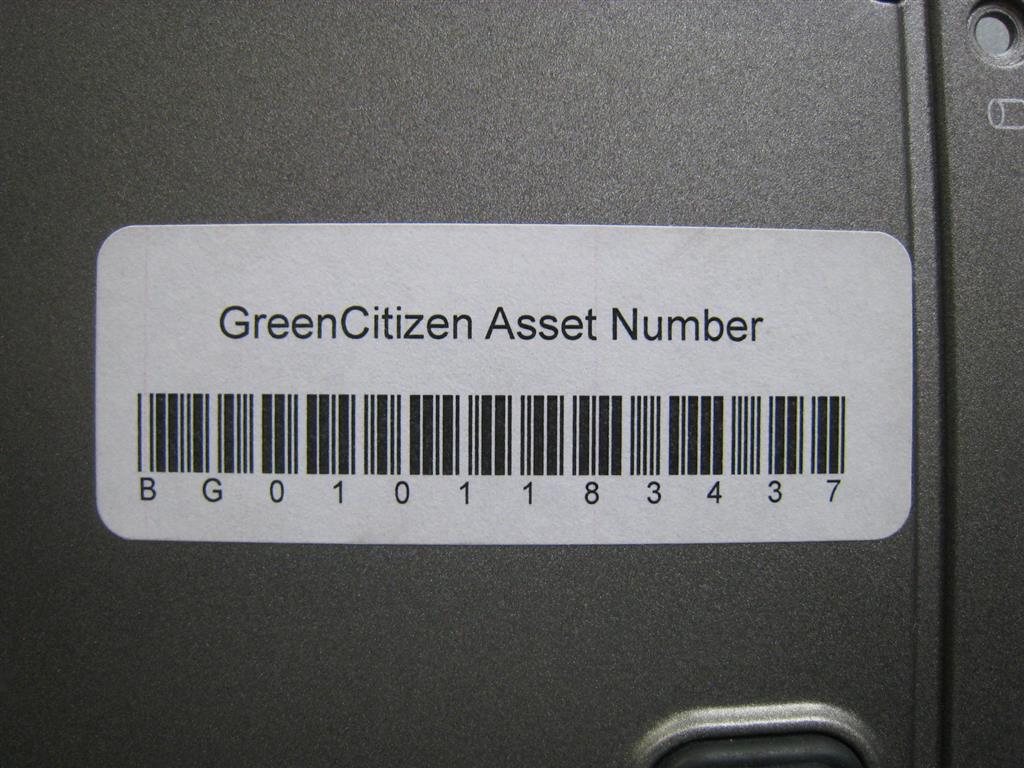 GreenCitizen Asset Number
B G 0 1 0 1 1 8 3 4 3 7